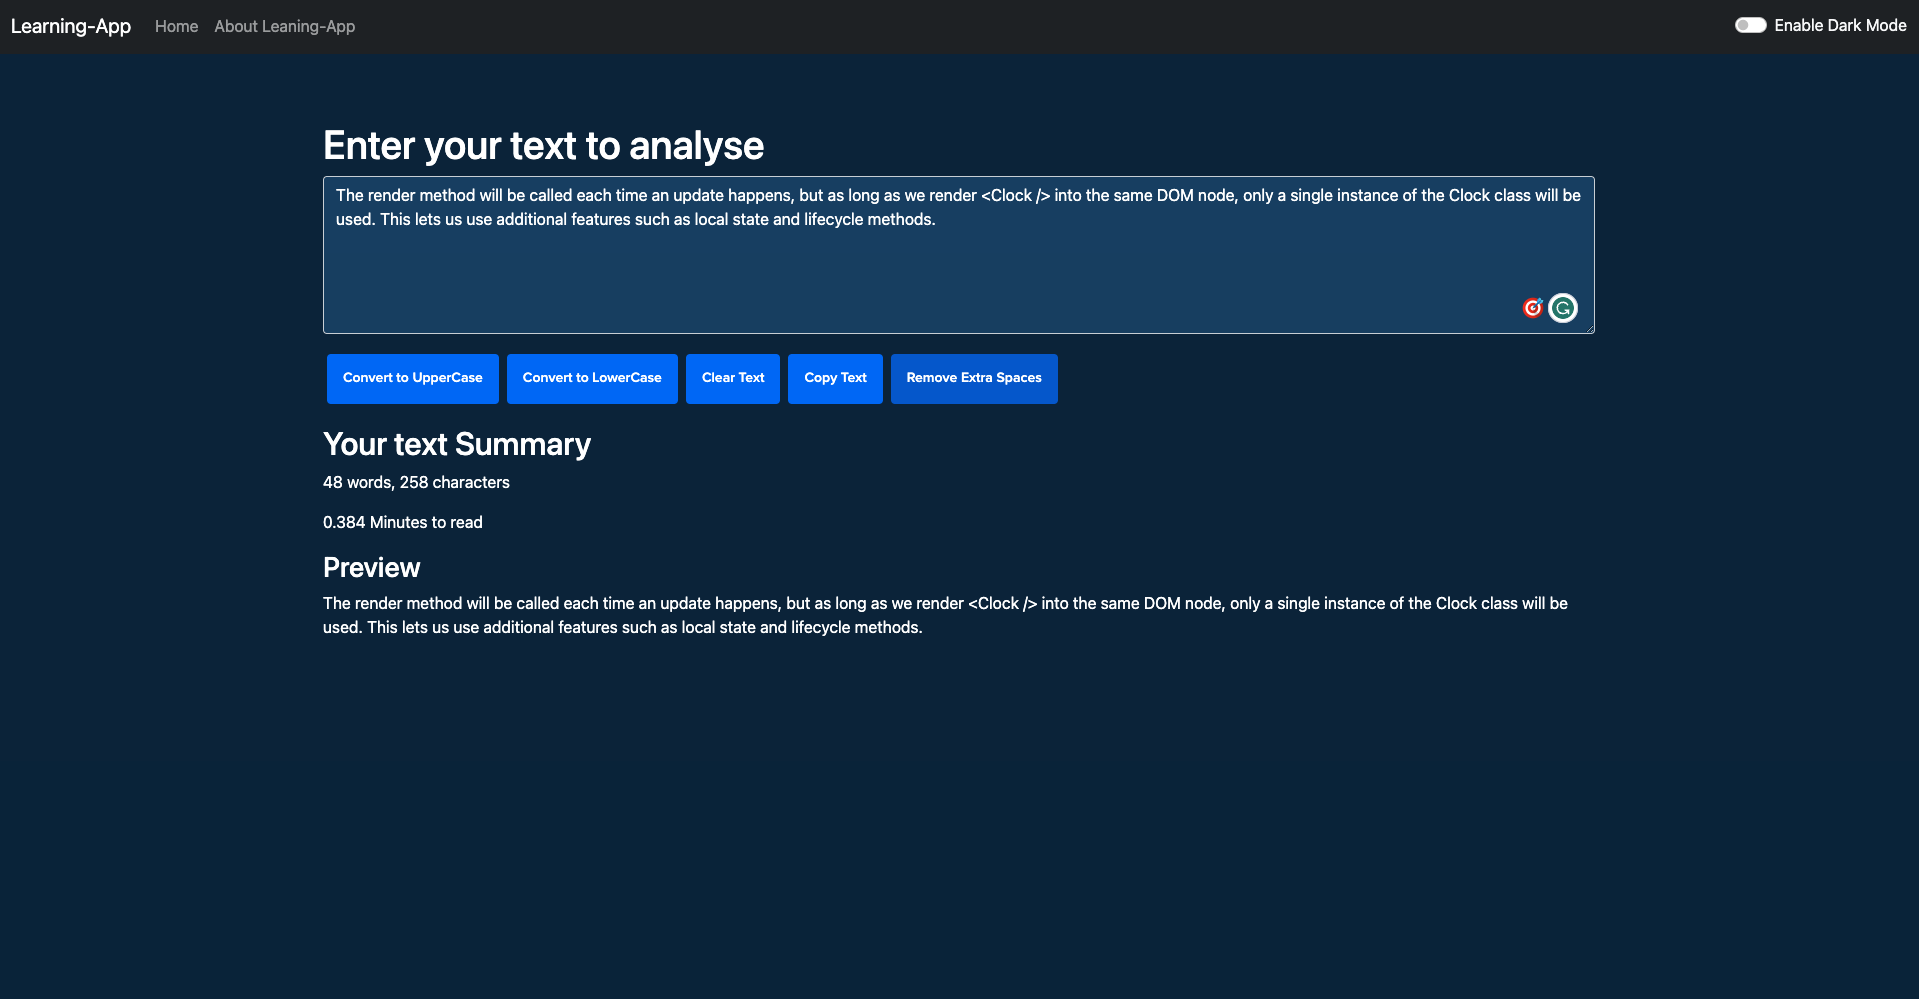 Learning-App Home About Leaning-App Enable Dark Mode
Enter your text to analyse
The render method will be called each time an update happens, but as long as we render <Clock /> into the same DOM node, only a single instance of the Clock class will be
used. This lets us use additional features such as local state and lifecycle methods.
Convert to UpperCase Convert to LowerCase Clear Text Copy Text Remove Extra Spaces
Your text Summary
48 words, 258 characters
0.384 Minutes to read
Preview
The render method will be called each time an update happens, but as long as we render <Clock /> into the same DOM node, only a single instance of the Clock class will be
used. This lets us use additional features such as local state and lifecycle methods.